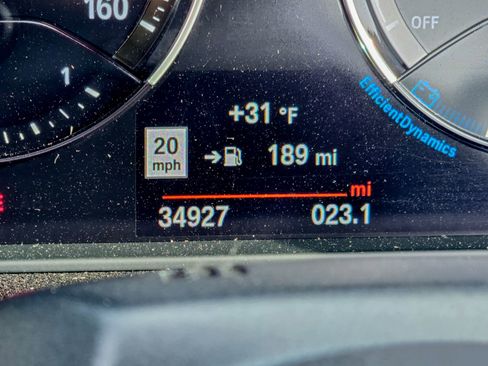 160
OFF
1
+31 °F
EfficientDynamics
20
mph
189 mi
mi
34927 023.1